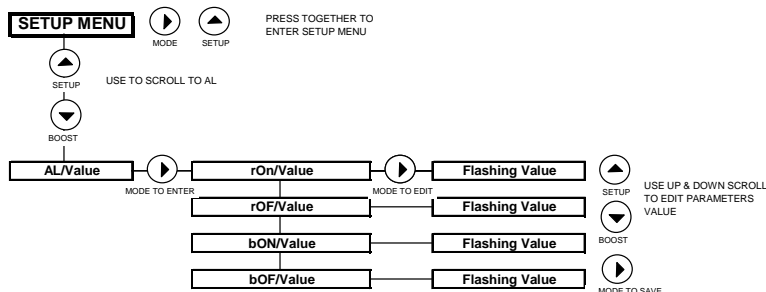 SETUP MENU
MODE
SETUP
PRESS TOGETHER TO
ENTER SETUP MENU
SETUP
USE TO SCROLL TO AL
BOOST
AL/Value
MODE TO ENTER
rOn/Value
MODE TO EDIT
Flashing Value
SETUP
USE UP & DOWN SCROLL
TO EDIT PARAMETERS
VALUE
rOF/Value
Flashing Value
BOOST
bON/Value
Flashing Value
bOF/Value
Flashing Value
MODE TO SAVE